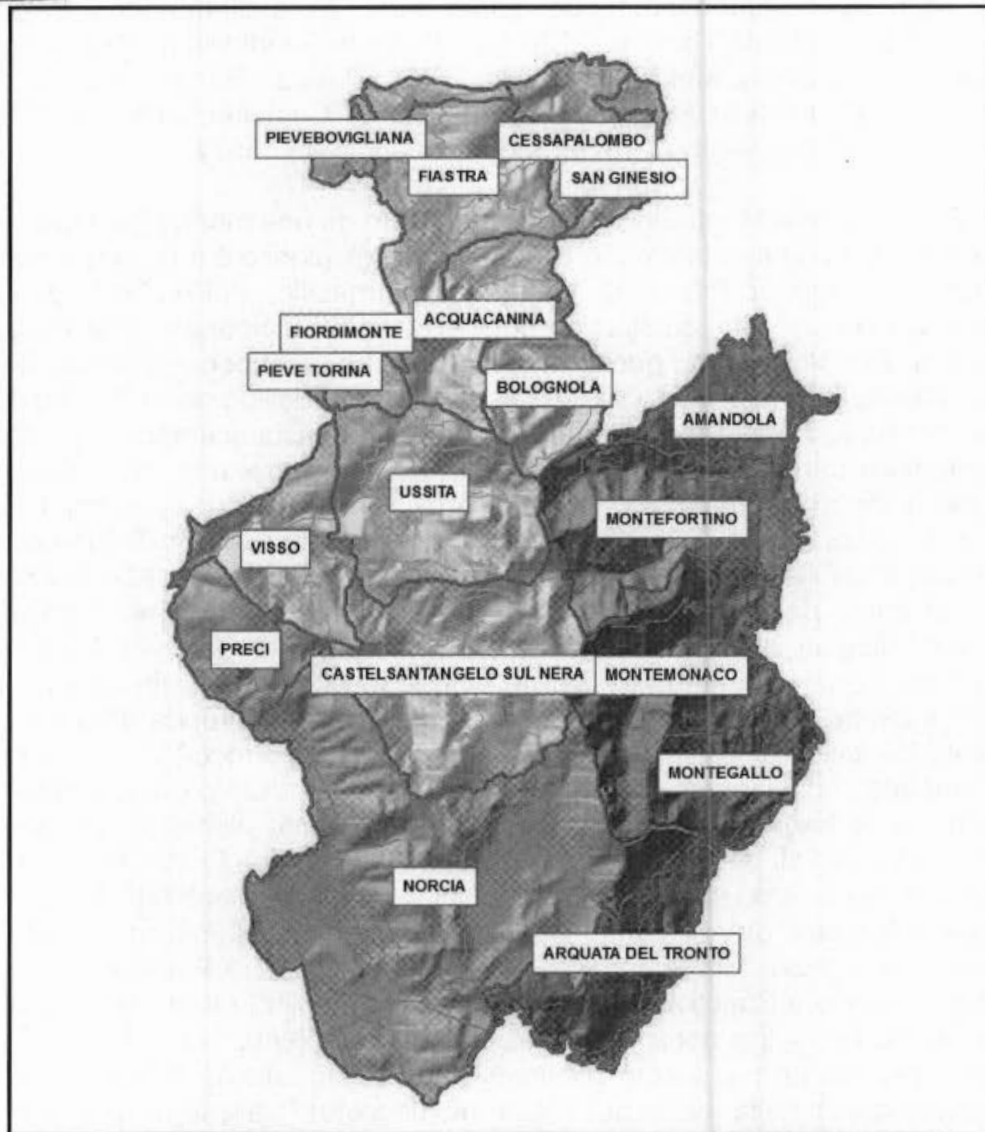 PIEVEBOVIGLIANA
CESSAPALOMBO
FIASTRA
SAN GINESIO
ACQUACANINA
FIORDIMONTE
PIEVE TORINA
BOLOGNOLA
AMANDOLA
USSITA
MONTEFORTINO
VISSO
PRECI
CASTELSANTANGELO SUL NERA
MONTEMONACO
MONTEGALLO
NORCIA
ARQUATA DEL TRONTO